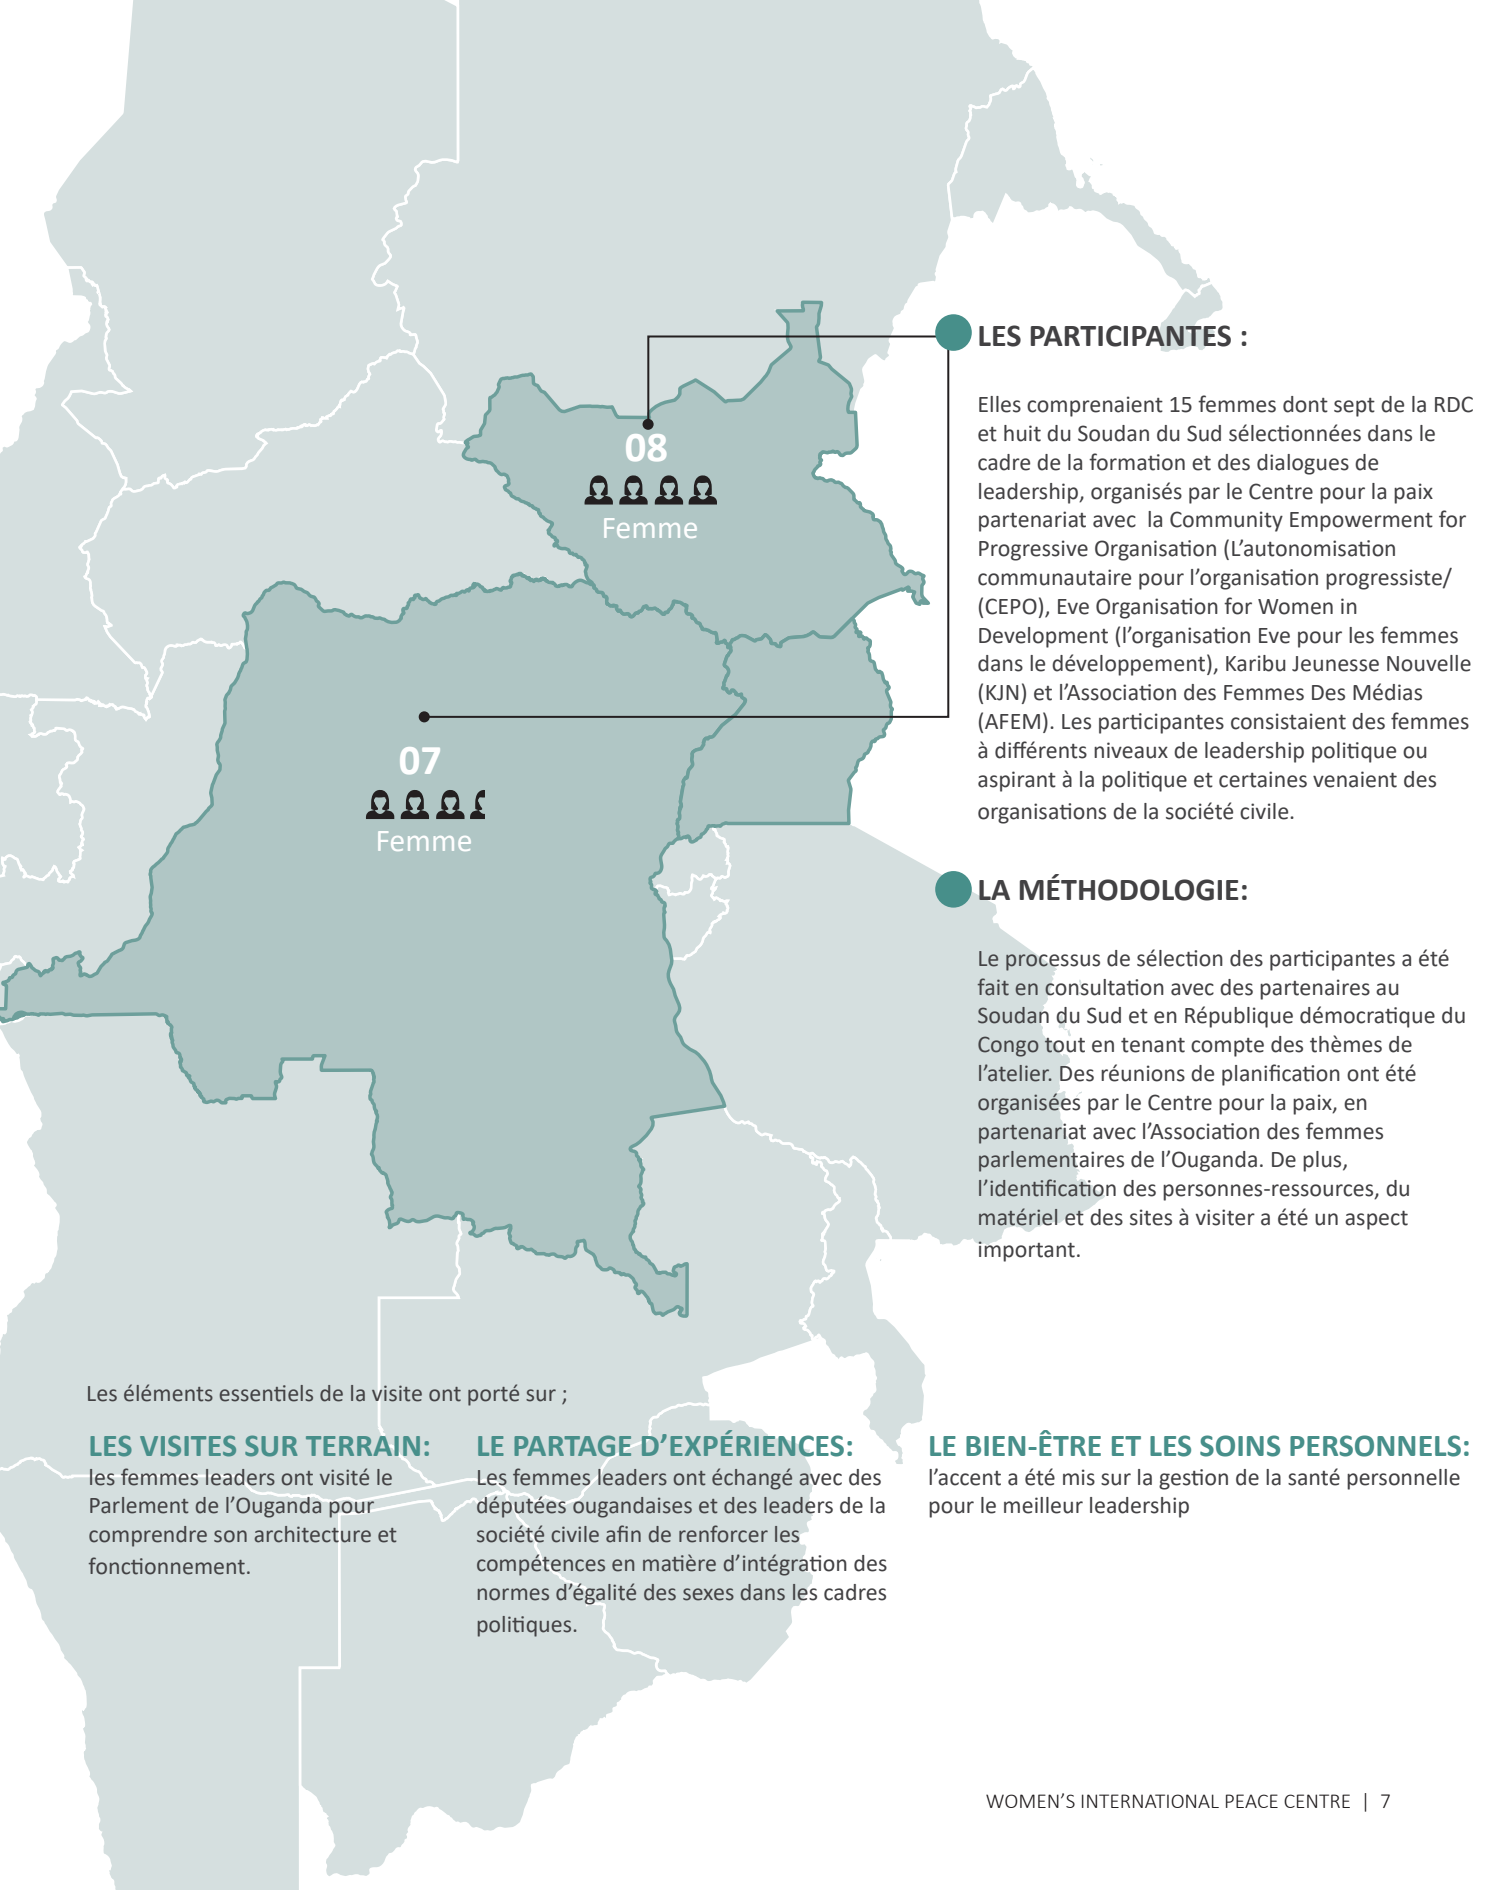 LES PARTICIPANTES :
Elles comprenaient 15 femmes dont sept de la RDC
et huit du Soudan du Sud sélectionnées dans le
cadre de la formation et des dialogues de
leadership, organisés par le Centre pour la paix
partenariat avec  la Community Empowerment for
Progressive Organisation (L’autonomisation
communautaire pour l’organisation progressiste/
(CEPO), Eve Organisation for Women in
Development (l’organisation Eve pour les femmes
dans le développement), Karibu Jeunesse Nouvelle
(KJN) et l’Association des Femmes Des Médias
(AFEM). Les participantes consistaient des femmes
à différents niveaux de leadership politique ou
aspirant à la politique et certaines venaient des
organisations de la société civile.
08
Femme
07
Femme
LA MÉTHODOLOGIE:
Le processus de sélection des participantes a été
fait en consultation avec des partenaires au
Soudan du Sud et en République démocratique du
Congo tout en tenant compte des thèmes de
l’atelier. Des réunions de planification ont été
organisées par le Centre pour la paix, en
partenariat avec l’Association des femmes
parlementaires de l’Ouganda. De plus,
l’identification des personnes-ressources, du
matériel et des sites à visiter a été un aspect
important.
Les éléments essentiels de la visite ont porté sur ;
LES VISITES SUR TERRAIN:
les femmes leaders ont visité le
Parlement de l’Ouganda pour
comprendre son architecture et
fonctionnement.
LE PARTAGE D’EXPÉRIENCES:
Les femmes leaders ont échangé avec des
députées ougandaises et des leaders de la
société civile afin de renforcer les
compétences en matière d’intégration des
normes d’égalité des sexes dans les cadres
politiques.
LE BIEN-ÊTRE ET LES SOINS PERSONNELS:
l’accent a été mis sur la gestion de la santé personnelle
pour le meilleur leadership
WOMEN’S INTERNATIONAL PEACE CENTRE | 7